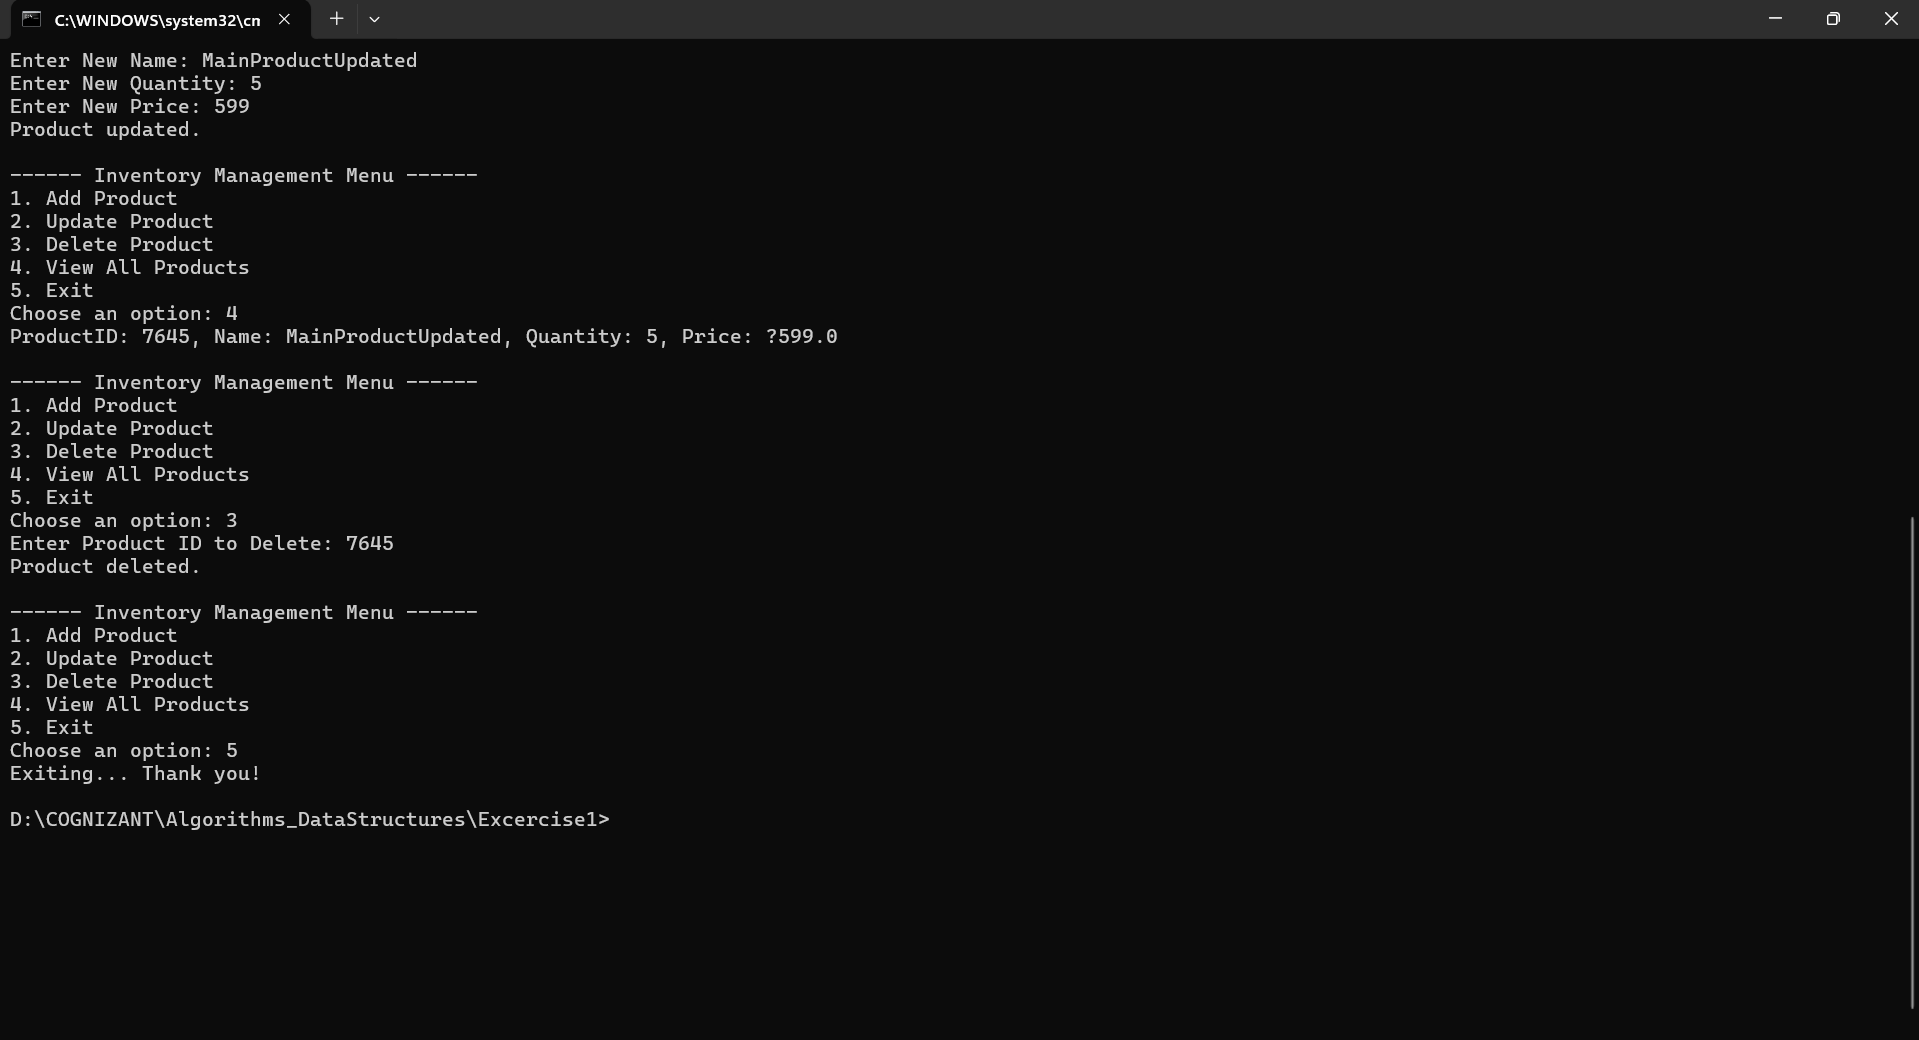 C:\WINDOWS\system32\cn
Enter New Name: MainProductUpdated
Enter New Quantity: 5
Enter New Price: 599
Product updated.
------ Inventory Management Menu ------
1. Add Product
2. Update Product
3. Delete Product
4. View All Products
5. Exit
Choose an option: 4
ProductID: 7645, Name: MainProductUpdated, Quantity: 5, Price: ?599.0
------ Inventory Management Menu ------
1. Add Product
2. Update Product
3. Delete Product
4. View All Products
5. Exit
Choose an option: 3
Enter Product ID to Delete: 7645
Product deleted.
------ Inventory Management Menu ------
1. Add Product
2. Update Product
3. Delete Product
4. View All Products
5. Exit
Choose an option: 5
Exiting... Thank you!
D:\COGNIZANT\Algorithms_DataStructures\Excercise1>